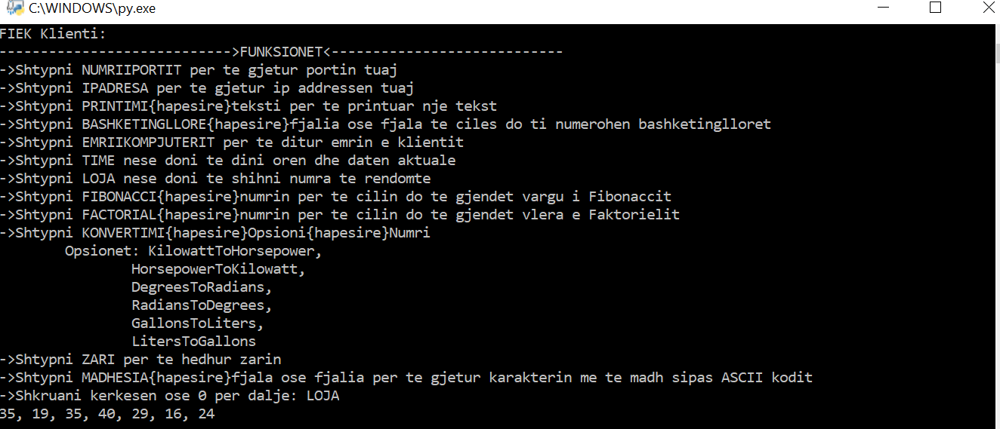 C:\WINDOWS\py.exe
FIEK Klienti:
---------------------------->FUNKSIONET<----------------------------
->Shtypni NUMRIIPORTIT per te gjetur portin tuaj
->Shtypni IPADRESA per te gjetur ip addressen tuaj
->Shtypni PRINTIMI{hapesire}teksti per te printuar nje tekst
->Shtypni BASHKETINGLLORE{hapesire}fjalia ose fjala te ciles do ti numerohen bashketinglloret
->Shtypni EMRIIKOMPJUTERIT per te ditur emrin e klientit
->Shtypni TIME nese doni te dini oren dhe daten aktuale
->Shtypni LOJA nese doni te shihni numra te rendomte
->Shtypni FIBONACCI{hapesire}numrin per te cilin do te gjendet vargu i Fibonaccit
->Shtypni FACTORIAL{hapesire}numrin per te cilin do te gjendet vlera e Faktorielit
->Shtypni KONVERTIMI{hapesire}Opsioni{hapesire}Numri
Opsionet: KilowattToHorsepower,
HorsepowerToKilowatt,
DegreesToRadians,
RadiansToDegrees,
GallonsToLiters,
LitersToGallons
->Shtypni ZARI per te hedhur zarin
->Shtypni MADHESIA{hapesire}fjala ose fjalia per te gjetur karakterin me te madh sipas ASCII kodit
->Shkruani kerkesen ose 0 per dalje: LOJA
35, 19, 35, 40, 29, 16, 24